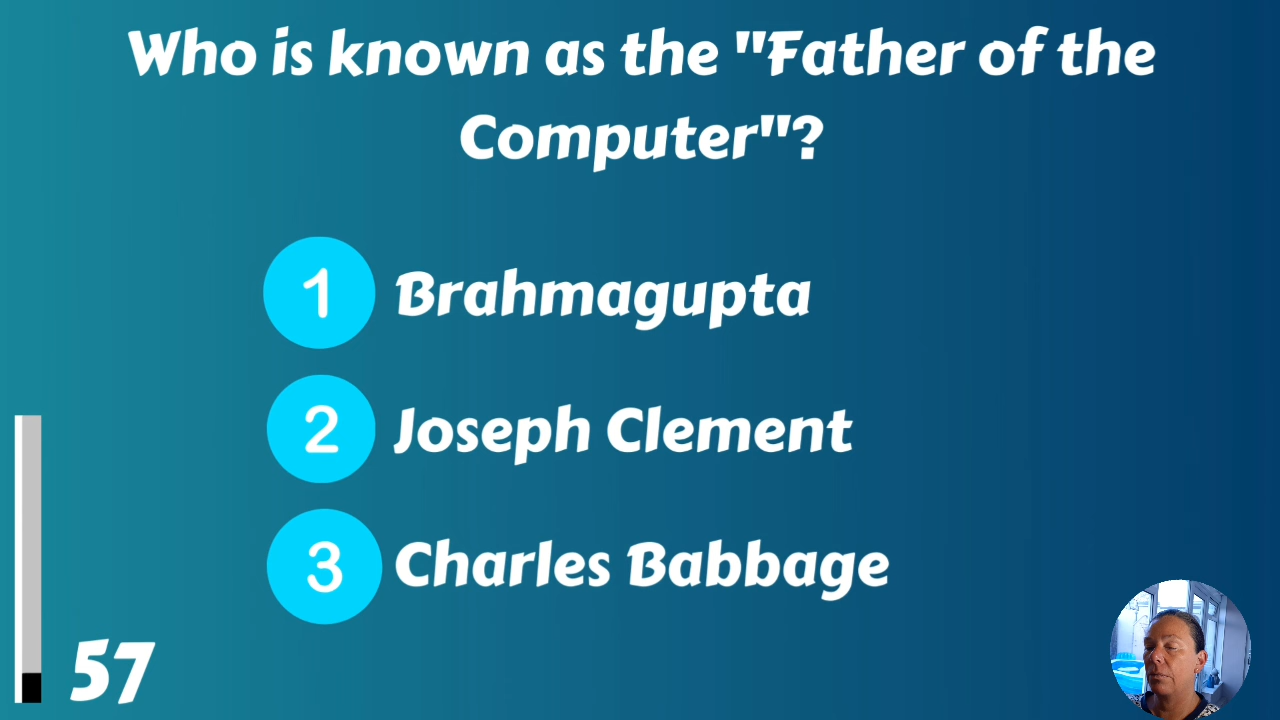 Who is known as the "Father of the
Computer"?
1 Brahmagupta
2 Joseph Clement
3 Charles Babbage
57